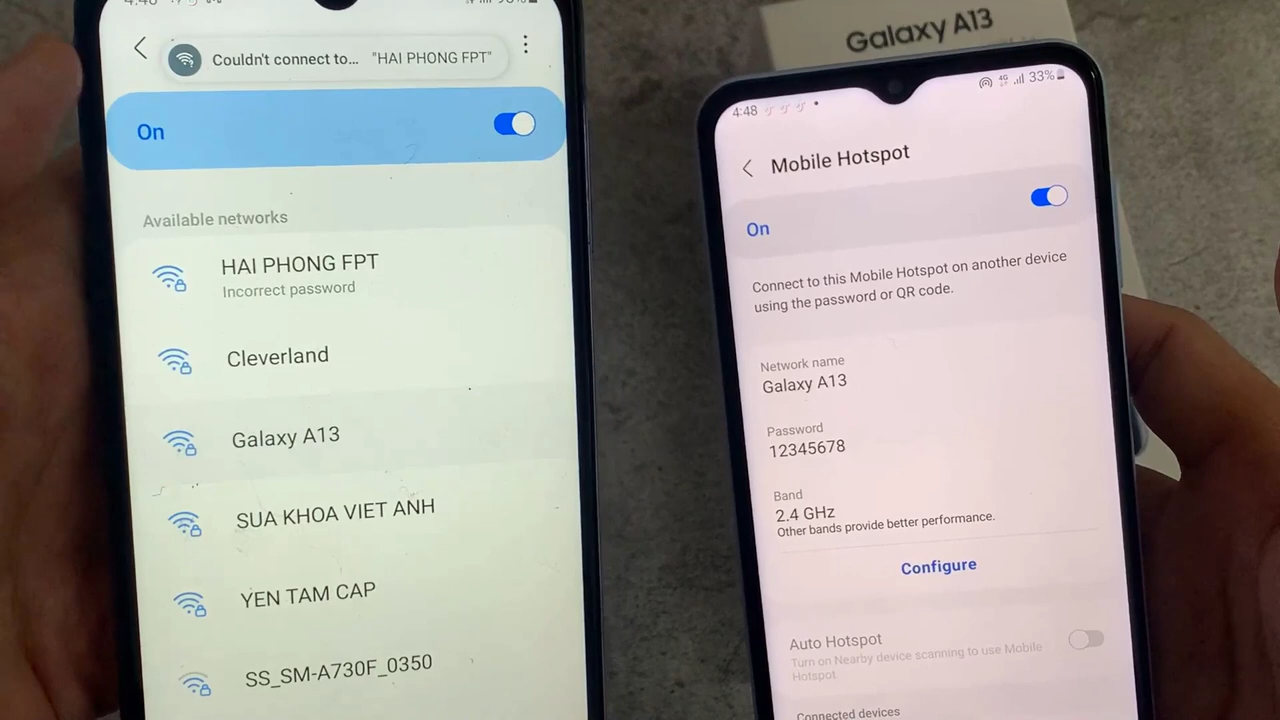 Couldn't connect to... "HAI PHONG FPT"
On
Available networks
HAI PHONG FPT
Incorrect password
Cleverland
Galaxy A13
SUA KHOA VIET ANH
YEN TAM CAP
SS_SM-A730F_0350
Galaxy A13
4:48
4G
33%
Mobile Hotspot
On
Connect to this Mobile Hotspot on another device
using the password or QR code.
Network name
Galaxy A13
Password
12345678
Band
2.4 GHz
Other bands provide better performance.
Configure
Auto Hotspot
Turn on Nearby device scanning to use Mobile
Hotspot.
Connected devices